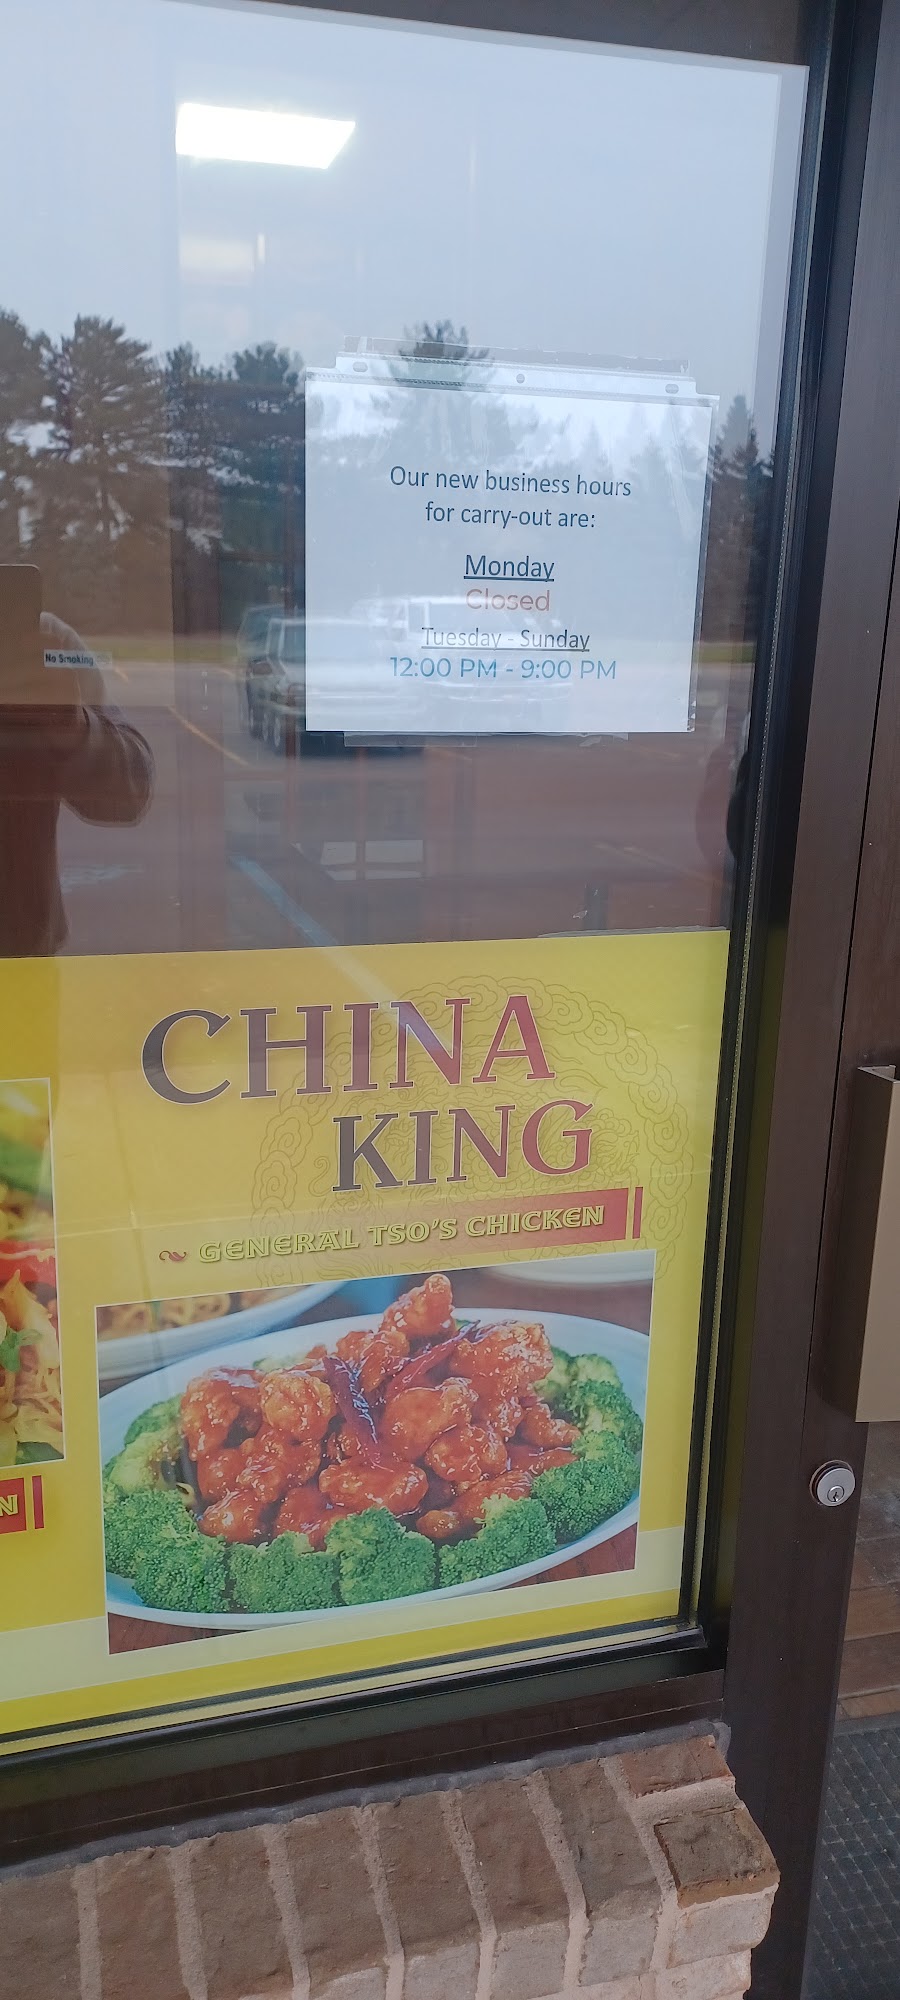 Our new business hours
for carry-out are:
Monday
Closed
Tuesday - Sunday
12:00 PM - 9:00 PM
No Smoking
CHINA
KING
GENERAL TSO'S CHICKEN
N